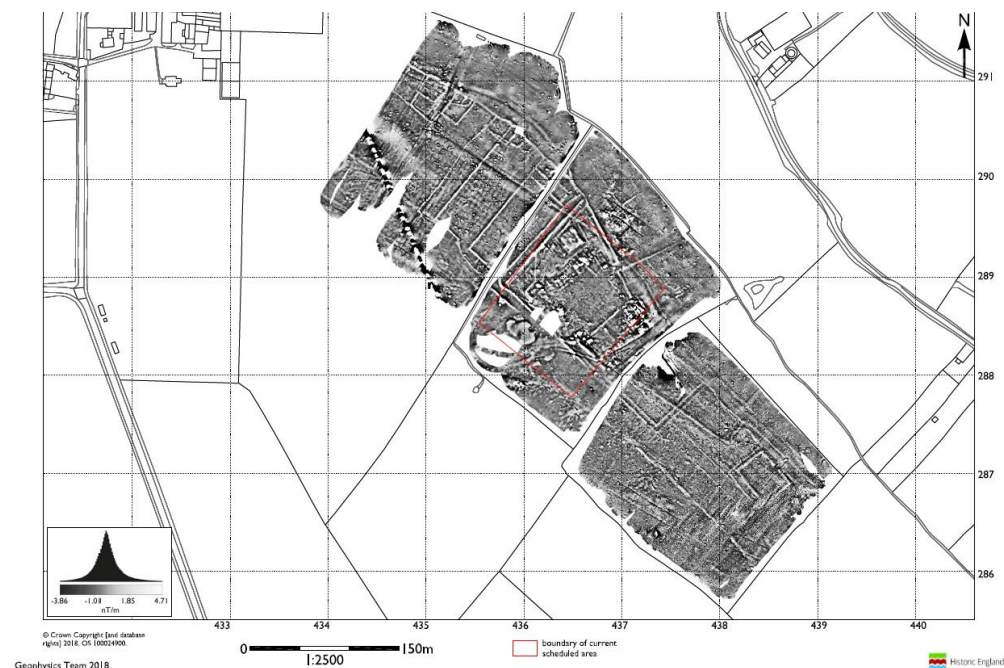 N
291
290
289
288
287
286
433
434
435
436
437
438
439
440
-3.86 -1.01 1.85 4.71
nT/m
© Crown Copyright [and database
rights] 2018. OS 100024900.
0 150m
1:2500
boundary of current
scheduled area
Geophysics Team 2018
Historic England